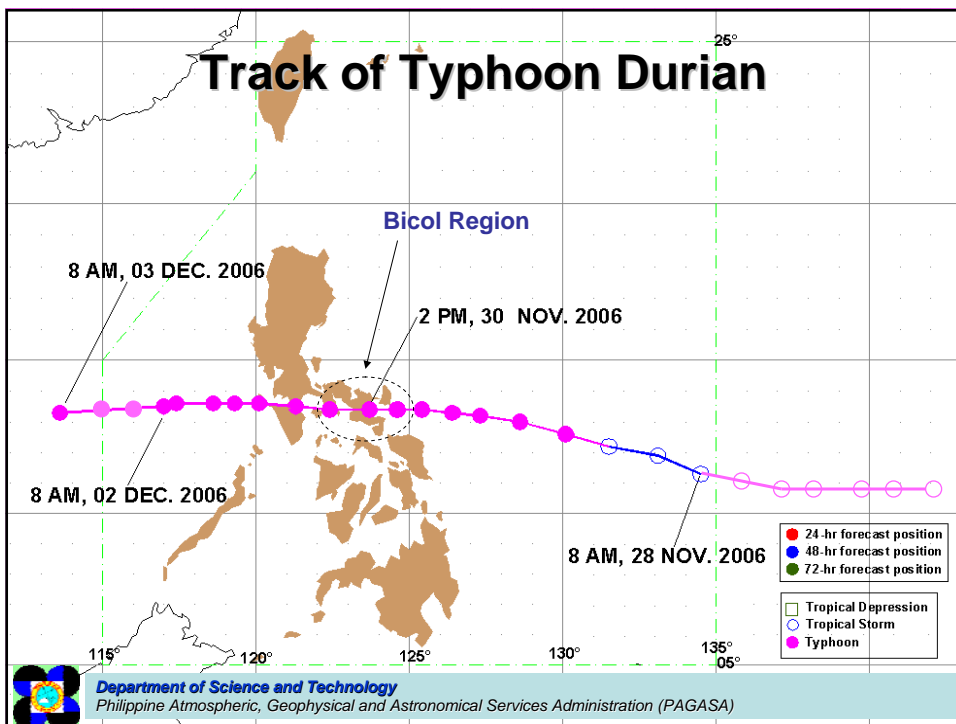 Track of Typhoon Durian
25°
Bicol Region
8 AM, 03 DEC. 2006
2 PM, 30 NOV. 2006
8 AM, 02 DEC. 2006
8 AM, 28 NOV. 2006
24-hr forecast position
48-hr forecast position
72-hr forecast position
Tropical Depression
Tropical Storm
Typhoon
115° 120° 125° 130° 135°
05°
Department of Science and Technology
Philippine Atmospheric, Geophysical and Astronomical Services Administration (PAGASA)